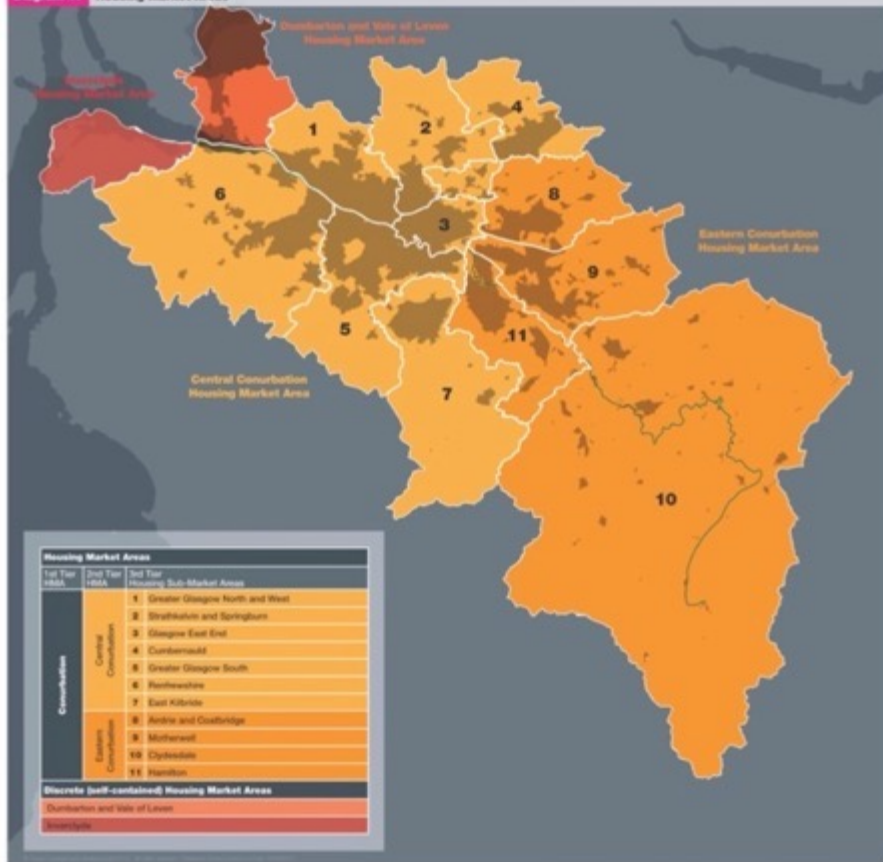 Housing Market Areas
Dumbarton and Vale of Leven
Housing Market Area
Inverclyde
Housing Market Area
1
2
4
6
8
3
Eastern Conurbation
Housing Market Area
9
5
11
Central Conurbation
Housing Market Area
7
10
Housing Market Areas
1st Tier HMA 2nd Tier HMA 3rd Tier Housing Sub-Market Areas
Conurbation
Central Conurbation
1 Greater Glasgow North and West
2 Strathkelvin and Springburn
3 Glasgow East End
4 Cumbernauld
5 Greater Glasgow South
6 Renfrewshire
7 East Kilbride
Eastern Conurbation
8 Airdrie and Coatbridge
9 Motherwell
10 Clydesdale
11 Hamilton
Discrete (self-contained) Housing Market Areas
Dumbarton and Vale of Leven
Inverclyde